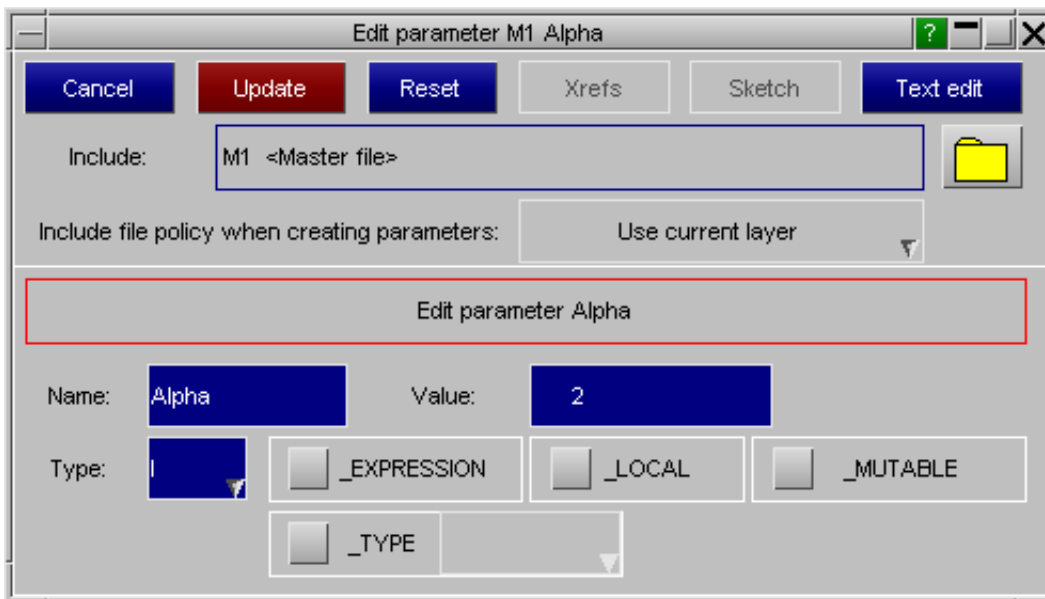 Edit parameter M1 Alpha ?
Cancel Update Reset Xrefs Sketch Text edit
Include: M1 <Master file>
Include file policy when creating parameters: Use current layer
Edit parameter Alpha
Name: Alpha Value: 2
Type: I _EXPRESSION _LOCAL _MUTABLE
_TYPE